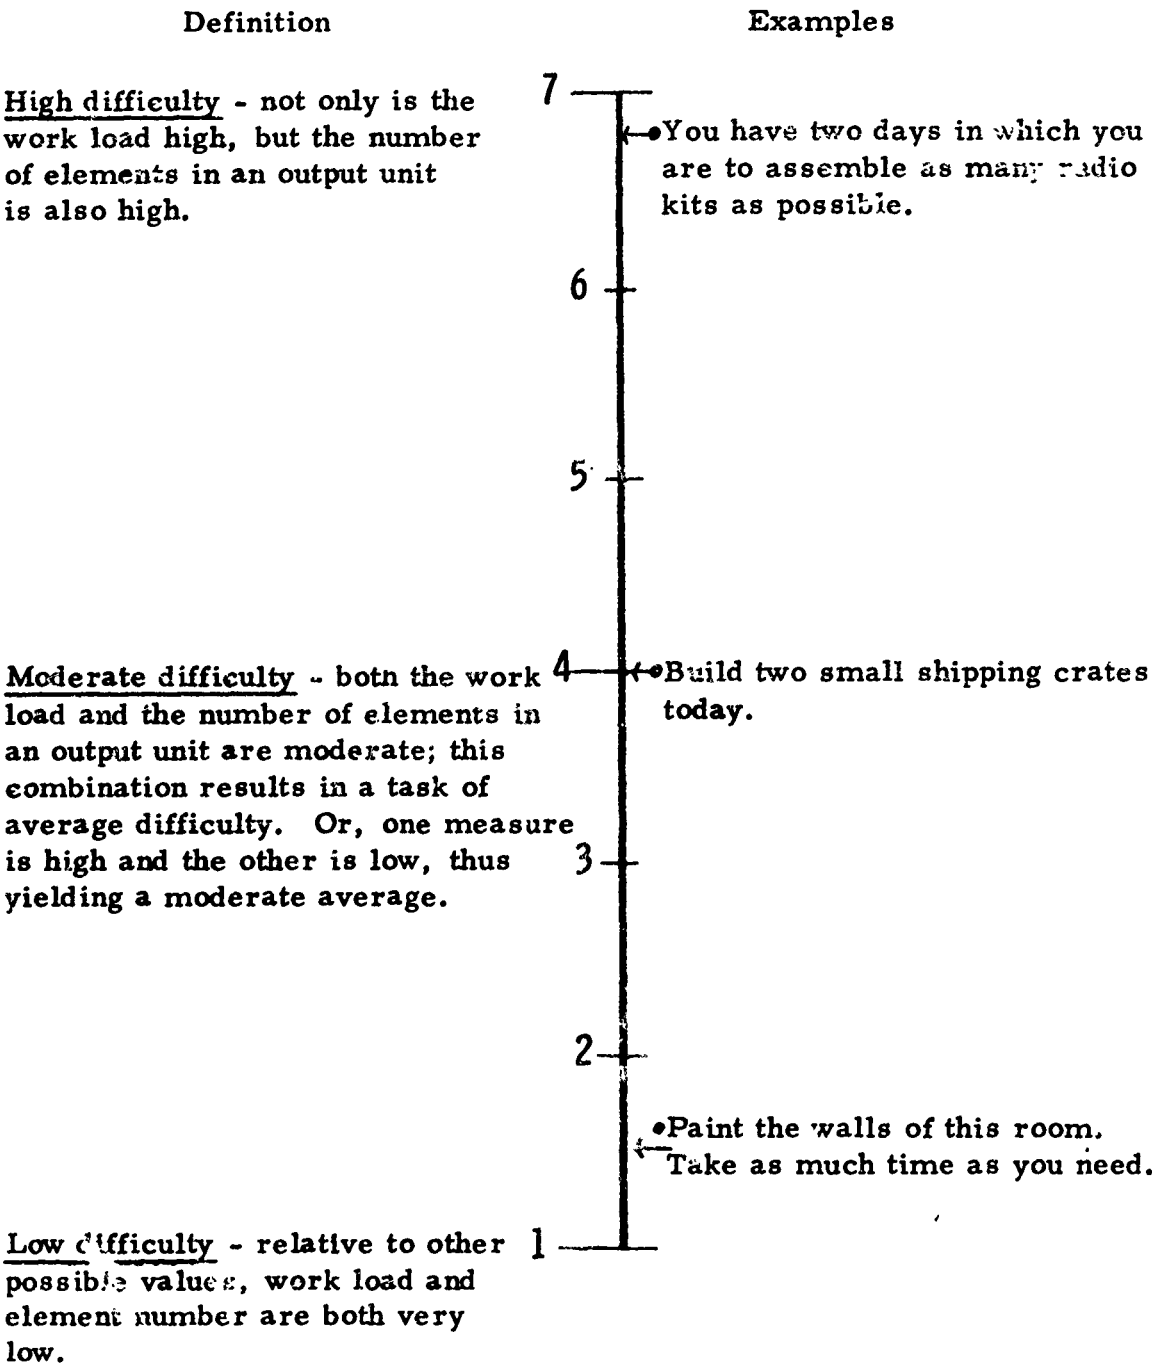 Definition
Examples
High difficulty - not only is the
work load high, but the number
of elements in an output unit
is also high.
7
You have two days in which you
are to assemble as many radio
kits as possible.
6
5
Moderate difficulty - both the work
load and the number of elements in
an output unit are moderate; this
combination results in a task of
average difficulty. Or, one measure
is high and the other is low, thus
yielding a moderate average.
4
Build two small shipping crates
today.
3
2
Paint the walls of this room.
Take as much time as you need.
Low difficulty - relative to other
possible values, work load and
element number are both very
low.
1